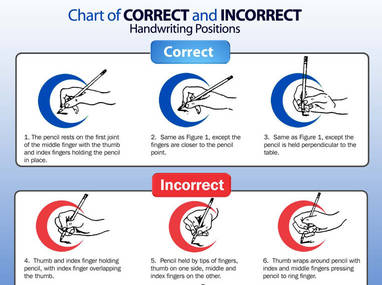 Chart of CORRECT and INCORRECT
Handwriting Positions
Correct
1. The pencil rests on the first joint
of the middle finger with the thumb
and index fingers holding the pencil
in place.
2. Same as Figure 1, except the
fingers are closer to the pencil
point.
3. Same as Figure 1, except the
pencil is held perpendicular to the
table.
Incorrect
4. Thumb and index finger holding
pencil, with index finger overlapping
the thumb.
5. Pencil held by tips of fingers,
thumb on one side, middle and
index fingers on the other.
6. Thumb wraps around pencil with
index and middle fingers pressing
pencil to ring finger.